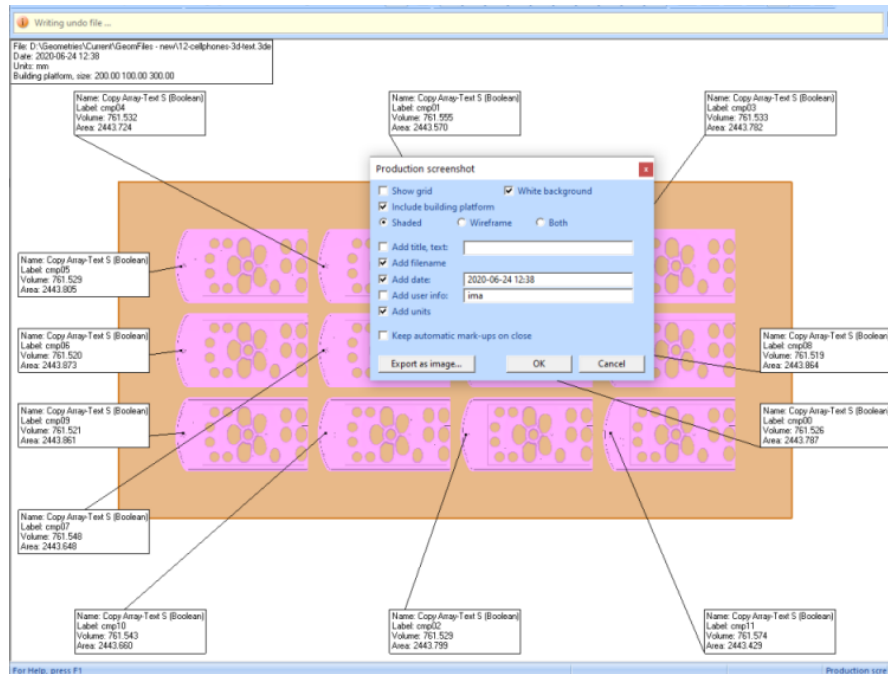 Writing undo file ...
File: D:\Geometries\Current\GeomFiles - new\12-cellphones-3d-text.3de
Date: 2020-06-24 12:38
Units: mm
Building platform, size: 200.00 100.00 300.00
Name: Copy Array-Text S (Boolean)
Label: cmp04
Volume: 761.532
Area: 2443.724
Name: Copy Array-Text S (Boolean)
Label: cmp01
Volume: 761.555
Area: 2443.570
Name: Copy Array-Text S (Boolean)
Label: cmp03
Volume: 761.533
Area: 2443.782
Production screenshot
x
Show grid
White background
Include building platform
Shaded
Wireframe
Both
Add title, text:
Add filename
Add date:
2020-06-24 12:38
Add user info:
ima
Add units
Keep automatic mark-ups on close
Export as image...
OK
Cancel
Name: Copy Array-Text S (Boolean)
Label: cmp05
Volume: 761.529
Area: 2443.805
Name: Copy Array-Text S (Boolean)
Label: cmp06
Volume: 761.520
Area: 2443.873
Name: Copy Array-Text S (Boolean)
Label: cmp08
Volume: 761.519
Area: 2443.864
Name: Copy Array-Text S (Boolean)
Label: cmp09
Volume: 761.521
Area: 2443.861
Name: Copy Array-Text S (Boolean)
Label: cmp00
Volume: 761.526
Area: 2443.787
Name: Copy Array-Text S (Boolean)
Label: cmp07
Volume: 761.548
Area: 2443.648
Name: Copy Array-Text S (Boolean)
Label: cmp10
Volume: 761.543
Area: 2443.660
Name: Copy Array-Text S (Boolean)
Label: cmp02
Volume: 761.529
Area: 2443.799
Name: Copy Array-Text S (Boolean)
Label: cmp11
Volume: 761.574
Area: 2443.429
For Help, press F1
Production scre